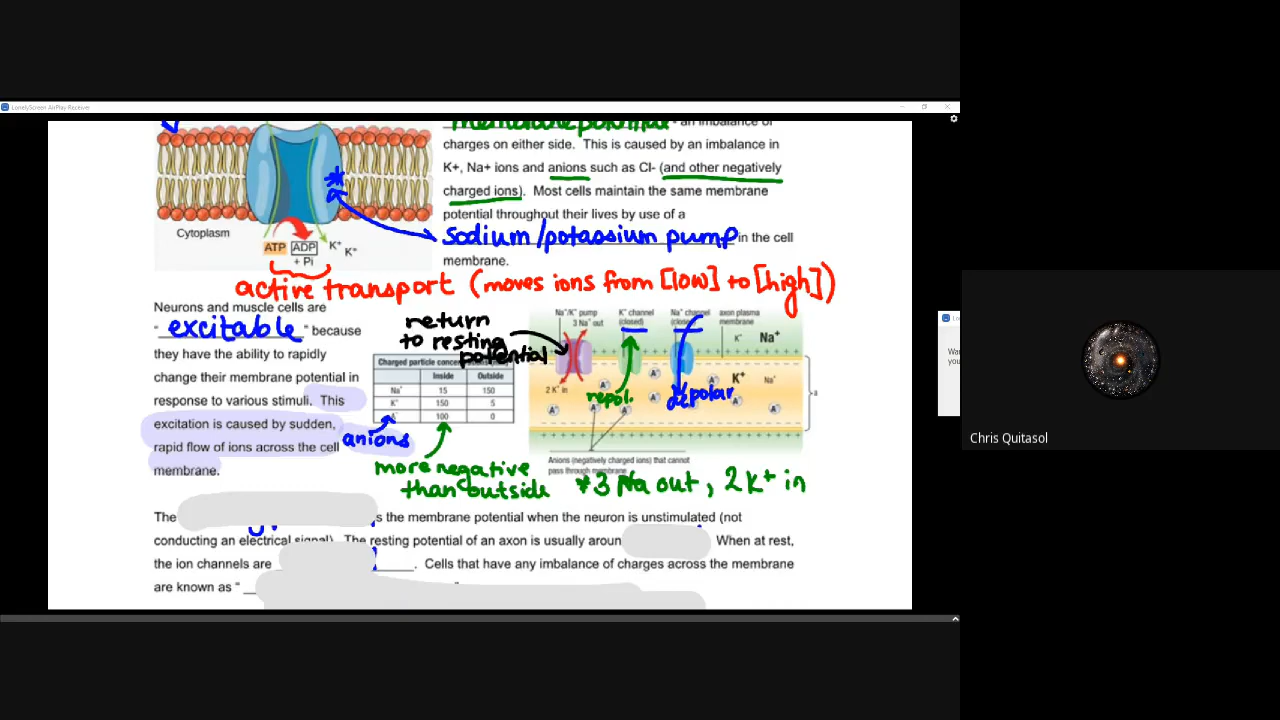 LonelyScreen AirPlay Receiver
membrane potential - an imbalance of
charges on either side. This is caused by an imbalance in
K+, Na+ ions and anions such as Cl- (and other negatively
charged ions). Most cells maintain the same membrane
potential throughout their lives by use of a
sodium/potassium pump in the cell
membrane.
Cytoplasm
ATP ADP K+
+ Pi K+
active transport (moves ions from [low] to [high])
Neurons and muscle cells are
"excitable" because
they have the ability to rapidly
change their membrane potential in
response to various stimuli. This
excitation is caused by sudden,
rapid flow of ions across the cell
membrane.
return
to resting
potential
Charged particle
Inside Outside
Na+ 15 150
K+ 150 5
A- 100 0
anions
more negative
than outside
Na+/K+ pump
3 Na+ out
K+ channel
(closed)
Na+ channel
(closed)
axon plasma
membrane
K+ Na+
2 K+ in
A- A- A- K+ Na+
A- A- A- A- A-
repol.
depolar
Anions (negatively charged ions) that cannot
pass through membrane
*3 Na out, 2 K+ in
The s the membrane potential when the neuron is unstimulated (not
conducting an electrical signal). The resting potential of an axon is usually aroun When at rest,
the ion channels are ____. Cells that have any imbalance of charges across the membrane
are known as "
Chris Quitasol